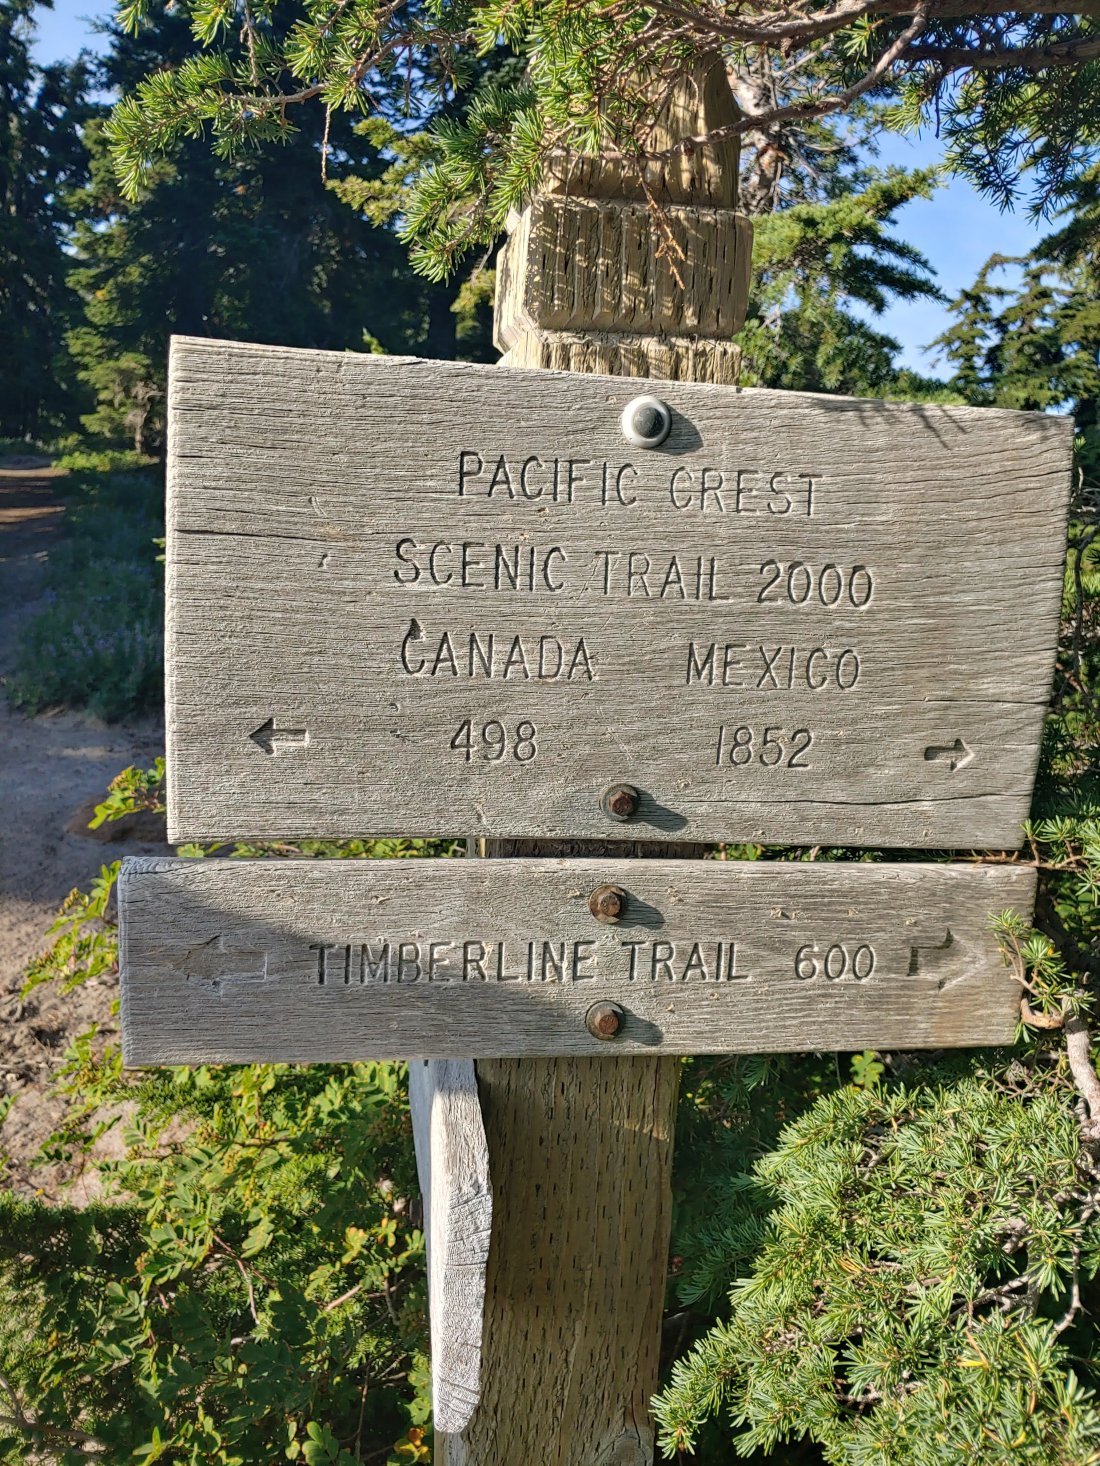 PACIFIC CREST
SCENIC TRAIL 2000
CANADA MEXICO
498 1852
TIMBERLINE TRAIL 600